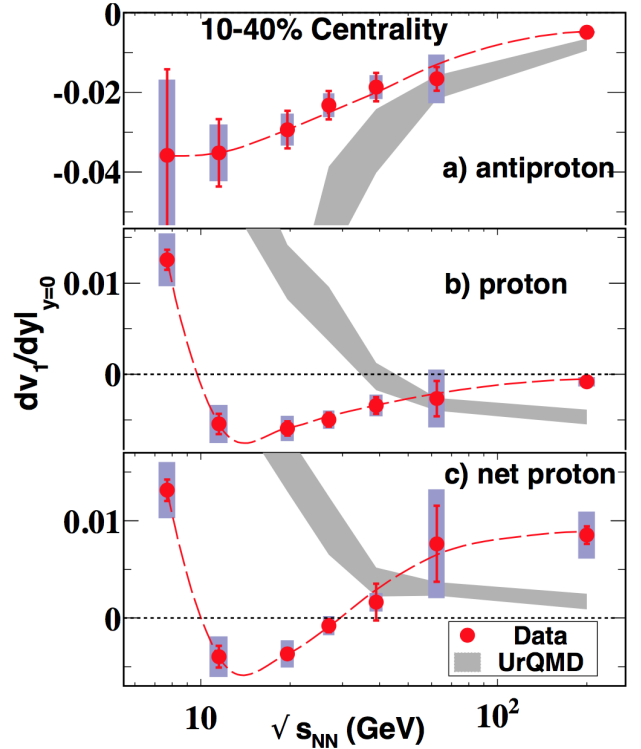 10-40% Centrality
0
-0.02
-0.04
a) antiproton
0.01
b) proton
0
dv1/dy|y=0
c) net proton
0.01
0
Data
UrQMD
10
10²
√ sNN (GeV)